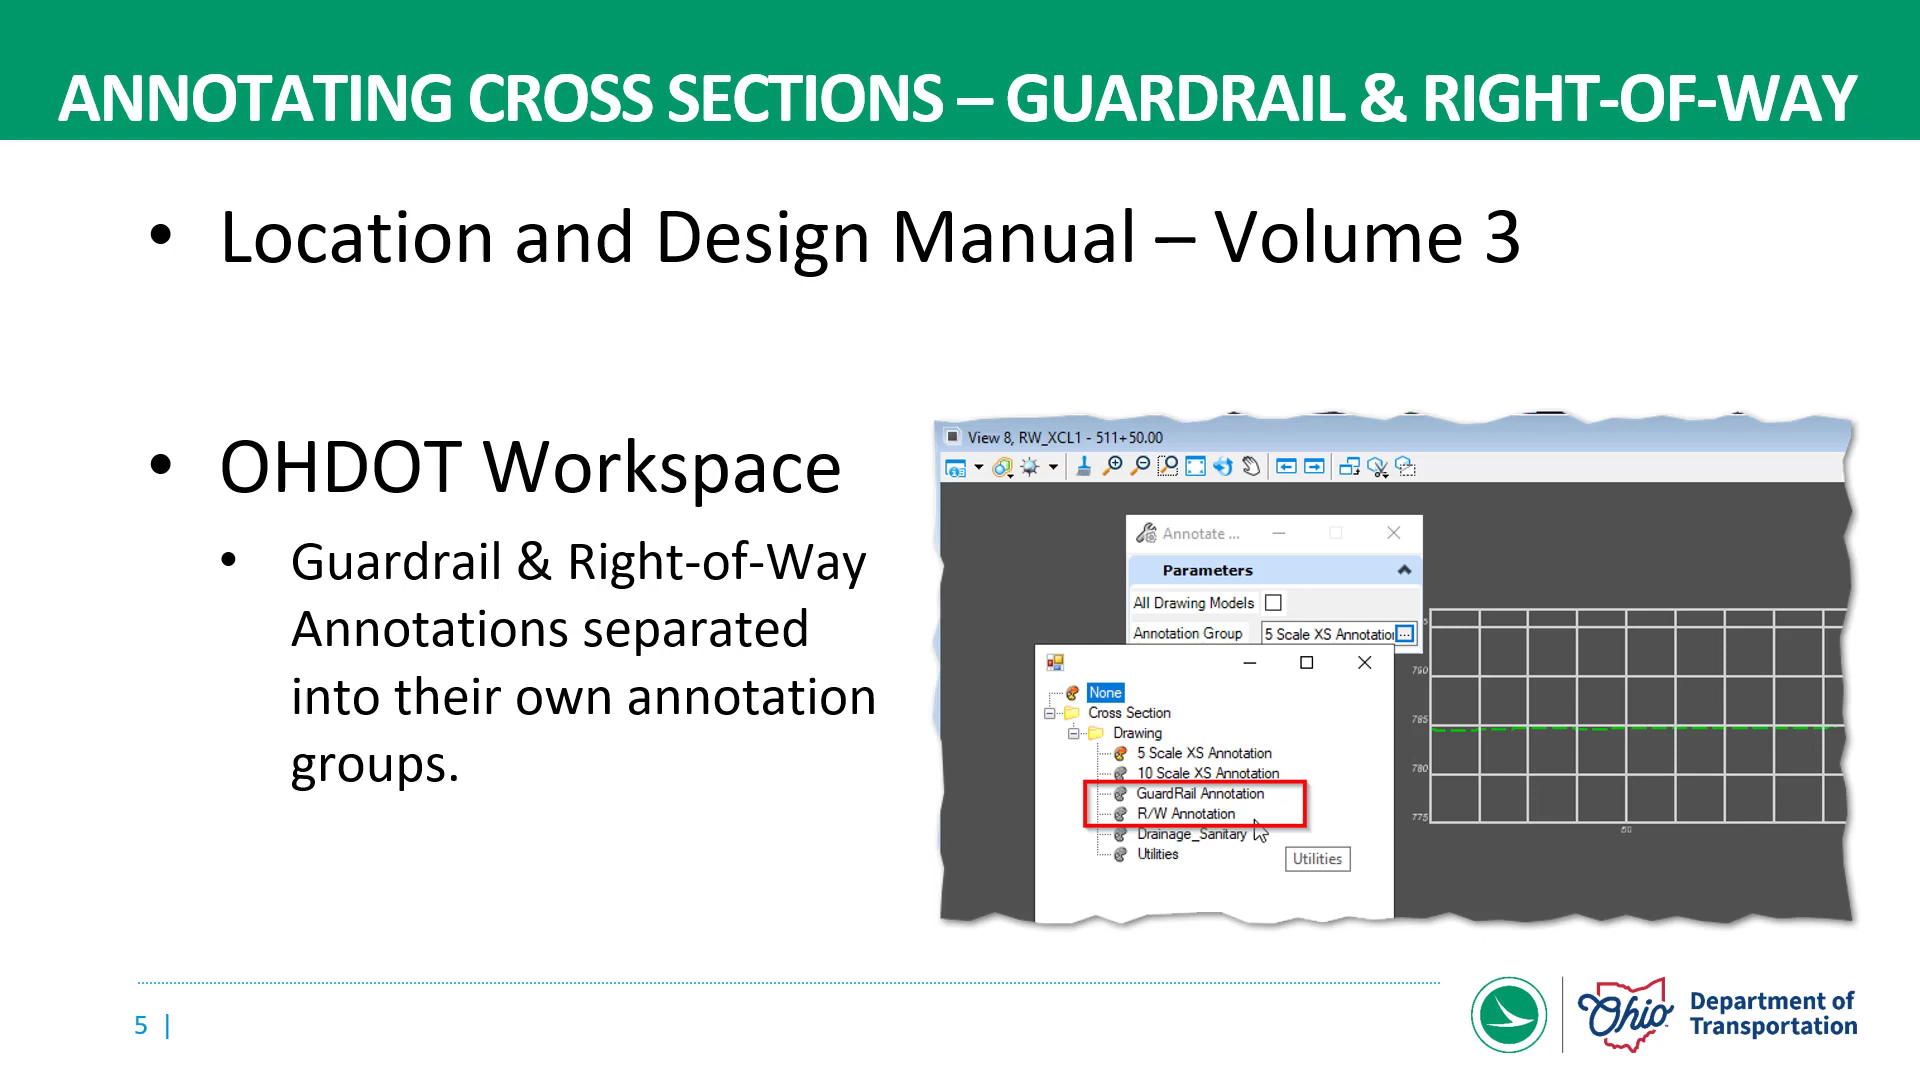 ANNOTATING CROSS SECTIONS – GUARDRAIL & RIGHT-OF-WAY
• Location and Design Manual – Volume 3
• OHDOT Workspace
• Guardrail & Right-of-Way
Annotations separated
into their own annotation
groups.
View 8, RW_XCL1 - 511+50.00
Annotate ...
Parameters
All Drawing Models
Annotation Group
5 Scale XS Annotation
...
None
Cross Section
Drawing
5 Scale XS Annotation
10 Scale XS Annotation
GuardRail Annotation
R/W Annotation
Drainage_Sanitary
Utilities
Utilities
790
785
780
775
5 |
Ohio
Department of
Transportation